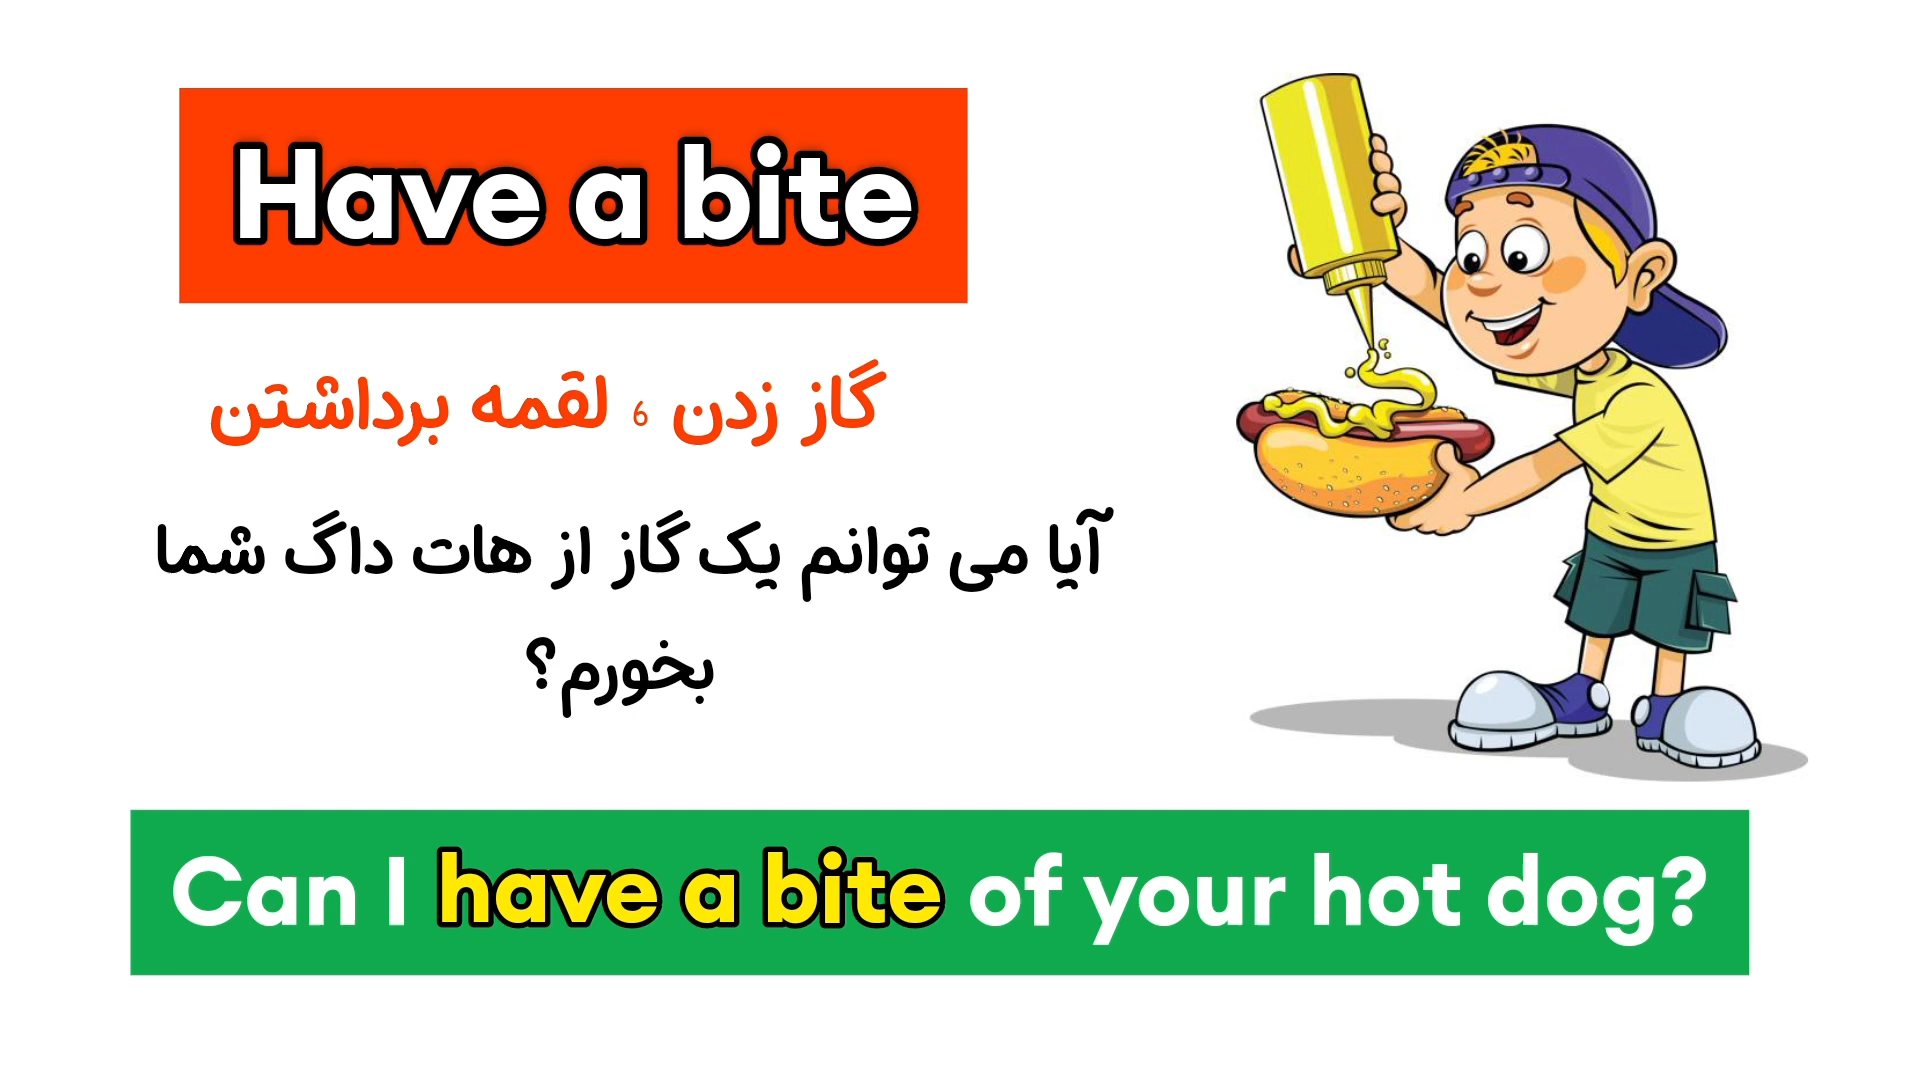 Have a bite
گاز زدن ، لقمه برداشتن
آیا می توانم یک گاز از هات داگ شما
بخورم؟
Can I have a bite of your hot dog?